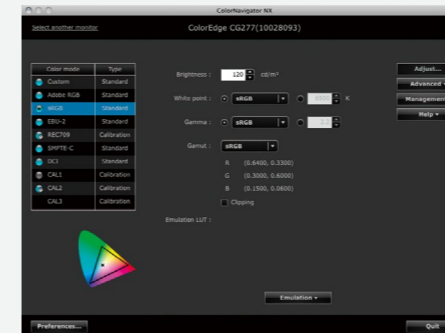 ColorNavigator NX
Select another monitor
ColorEdge CG277(10028093)
Color mode Type
Custom Standard
Adobe RGB Standard
sRGB Standard
EBU-2 Standard
REC709 Calibration
SMPTE-C Standard
DCI Standard
CAL1 Calibration
CAL2 Calibration
CAL3 Calibration
Brightness : 120 cd/m²
White point : sRGB K
Gamma : sRGB 2.2
Gamut : sRGB
R (0.6400, 0.3300)
G (0.3000, 0.6000)
B (0.1500, 0.0600)
Clipping
Emulation LUT :
Emulation
Adjust...
Advanced
Management
Help
Preferences...
Quit